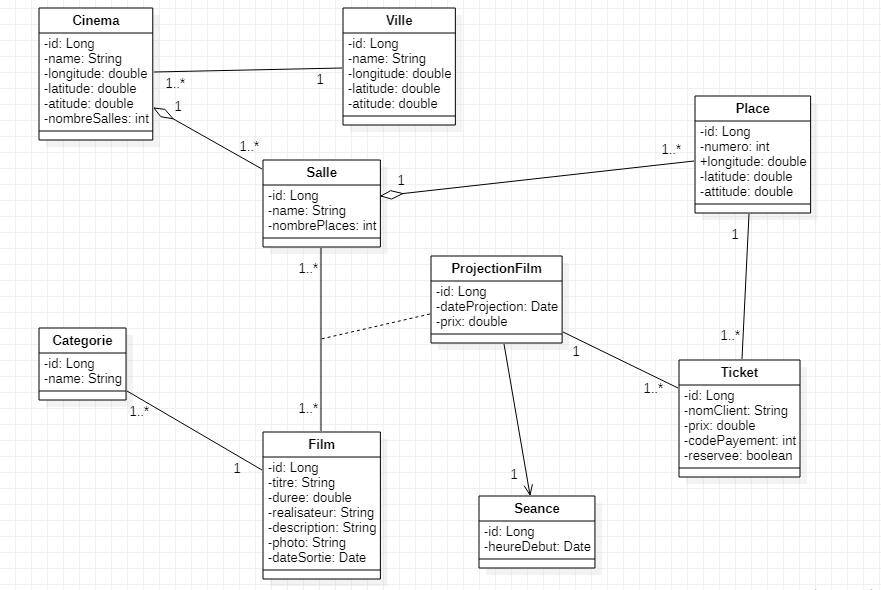 Cinema
-id: Long
-name: String
-longitude: double
-latitude: double
-atitude: double
-nombreSalles: int
1..*
1
1
1..*
Ville
-id: Long
-name: String
-longitude: double
-latitude: double
-atitude: double
Place
-id: Long
-numero: int
+longitude: double
-latitude: double
-attitude: double
Salle
-id: Long
-name: String
-nombrePlaces: int
1
1..*
1..*
1..*
1
1..*
ProjectionFilm
-id: Long
-dateProjection: Date
-prix: double
1
1..*
1
Categorie
-id: Long
-name: String
1..*
1
Ticket
-id: Long
-nomClient: String
-prix: double
-codePayement: int
-reservee: boolean
Film
-id: Long
-titre: String
-duree: double
-realisateur: String
-description: String
-photo: String
-dateSortie: Date
Seance
-id: Long
-heureDebut: Date